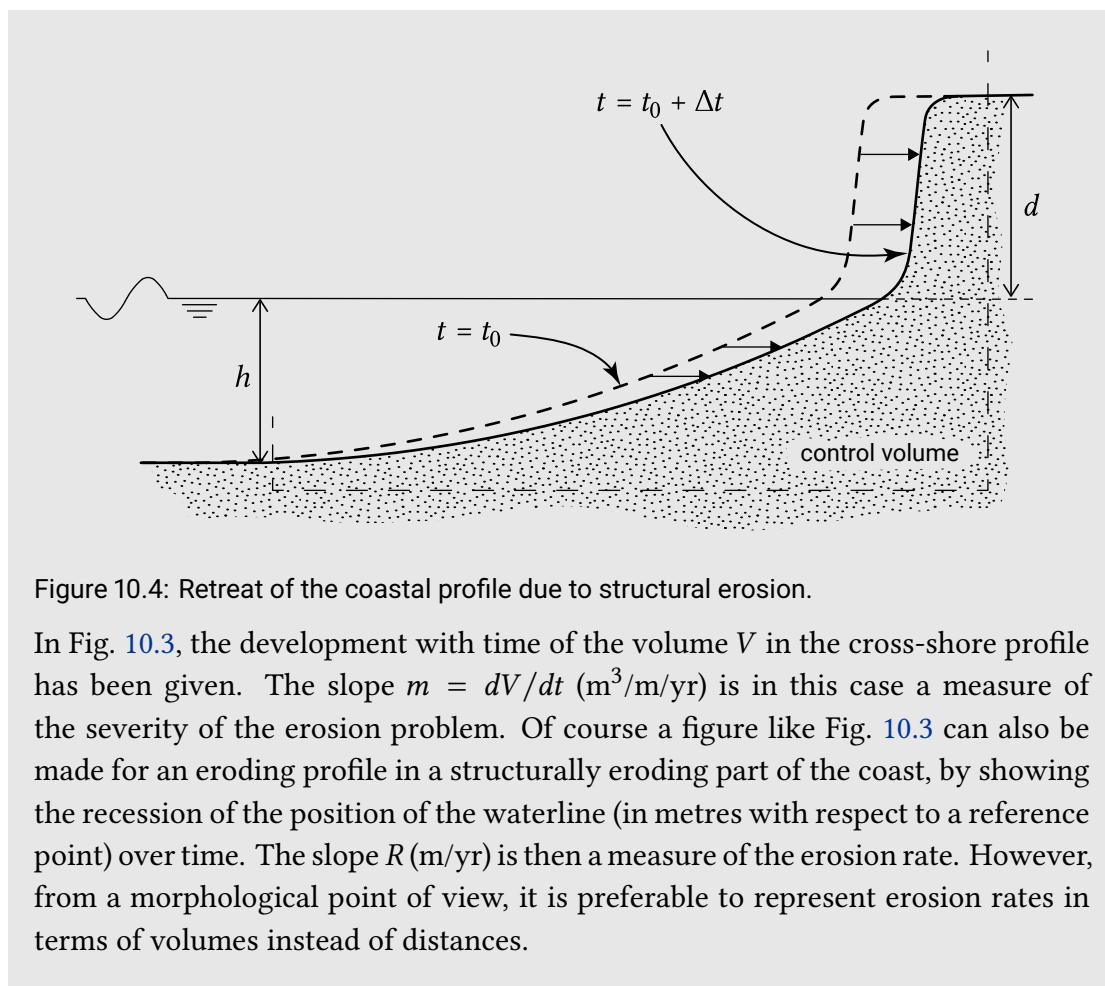 t = t₀ + Δt
d
t = t₀
h
control volume
Figure 10.4: Retreat of the coastal profile due to structural erosion.
In Fig. 10.3, the development with time of the volume V in the cross-shore profile
has been given. The slope m = dV/dt (m³/m/yr) is in this case a measure of
the severity of the erosion problem. Of course a figure like Fig. 10.3 can also be
made for an eroding profile in a structurally eroding part of the coast, by showing
the recession of the position of the waterline (in metres with respect to a reference
point) over time. The slope R (m/yr) is then a measure of the erosion rate. However,
from a morphological point of view, it is preferable to represent erosion rates in
terms of volumes instead of distances.